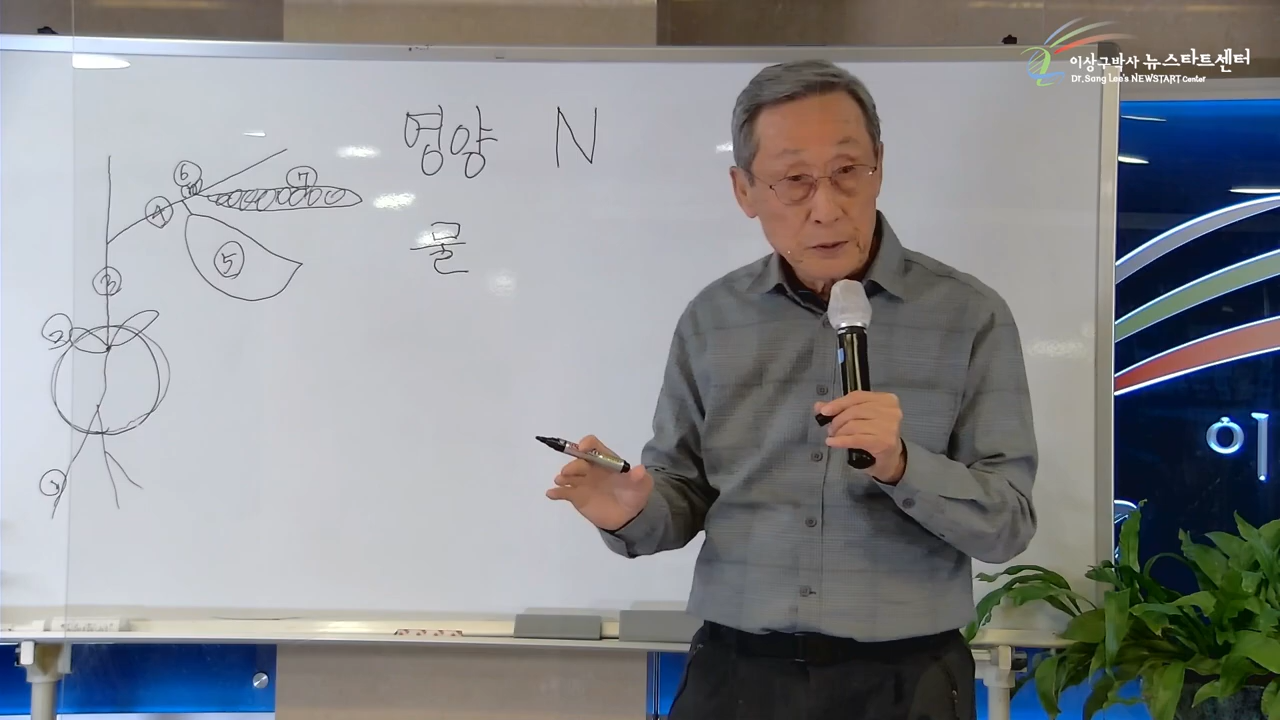 이상구박사 뉴스타트센터
Dr. Sang Lee's NEWSTART Center
영양 N
물
⑥ ⑦
④
⑤
③
②
①
이